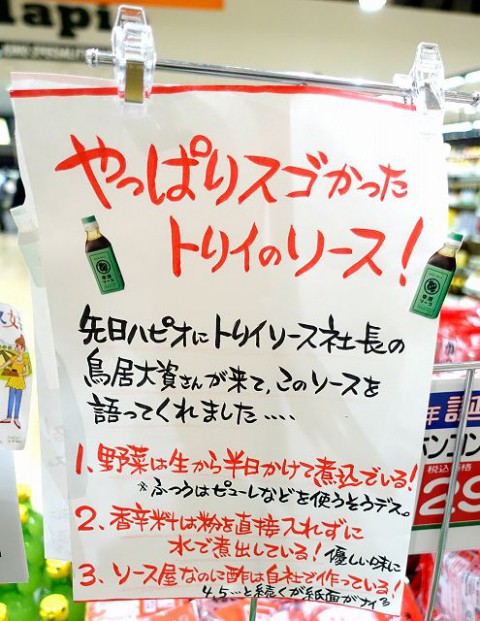 やっぱりスゴかった
トリイのソース!
先日ハピオにトリイソース社長の
鳥居大資さんが来て、このソースを
語ってくれました‥‥
1、野菜は生から半日かけて煮込でいる!
※ふつうはピューレなどを使うそうデス。
2、香辛料は粉を直接入れずに
水で煮出している! 優しい味に
3、ソース屋なのに酢は自社で作っている!
4,5…と続くが紙面がナイ
税込価格
29